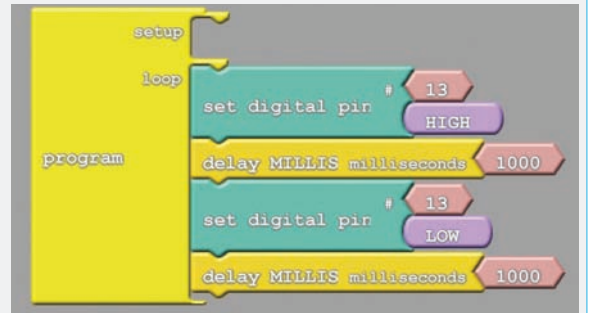 setup
loop
set digital pin # 13
HIGH
program
delay MILLIS milliseconds 1000
set digital pin # 13
LOW
delay MILLIS milliseconds 1000